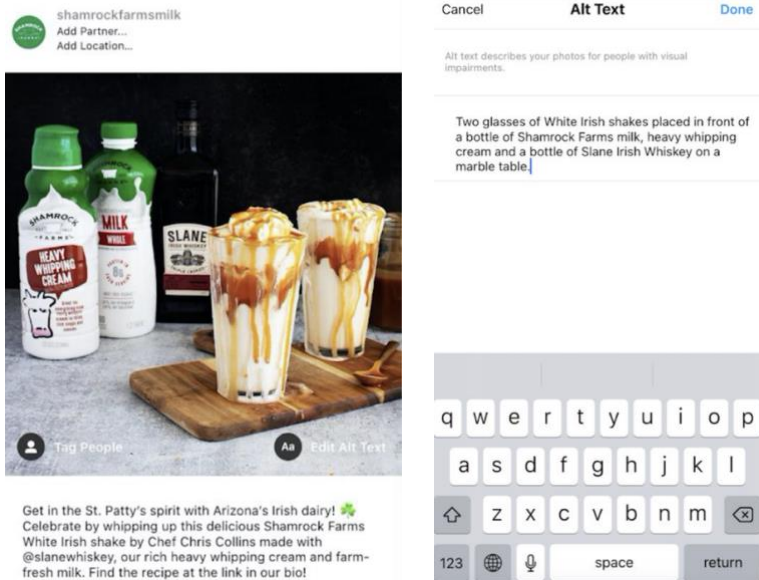 shamrockfarmsmilk
Add Partner...
Add Location...
SHAMROCK
FARMS
HEAVY
WHIPPING
CREAM
MILK
WHOLE
8g
SLANE
IRISH WHISKEY
Tag People
Aa
Edit Alt Text
Get in the St. Patty's spirit with Arizona's Irish dairy! ☘️
Celebrate by whipping up this delicious Shamrock Farms
White Irish shake by Chef Chris Collins made with
@slanewhiskey, our rich heavy whipping cream and farm-
fresh milk. Find the recipe at the link in our bio!
Cancel
Alt Text
Done
Alt text describes your photos for people with visual
impairments.
Two glasses of White Irish shakes placed in front of
a bottle of Shamrock Farms milk, heavy whipping
cream and a bottle of Slane Irish Whiskey on a
marble table.
q w e r t y u i o p
a s d f g h j k l
z x c v b n m
123 space return